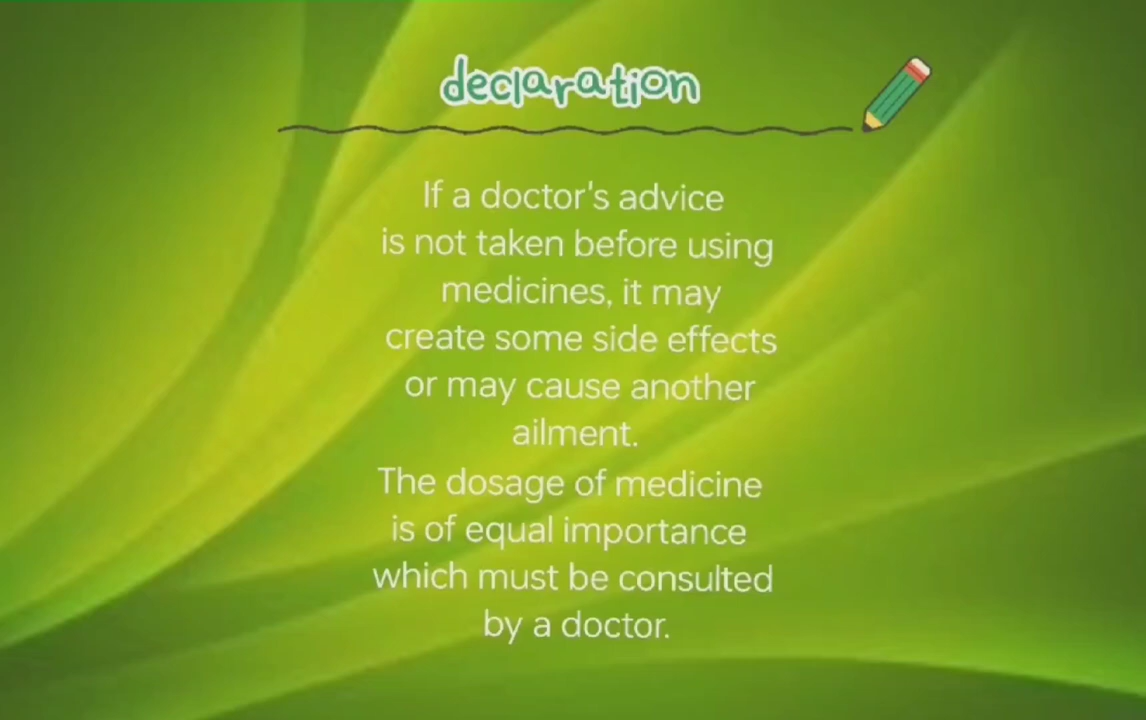 declaration
If a doctor's advice
is not taken before using
medicines, it may
create some side effects
or may cause another
ailment.
The dosage of medicine
is of equal importance
which must be consulted
by a doctor.